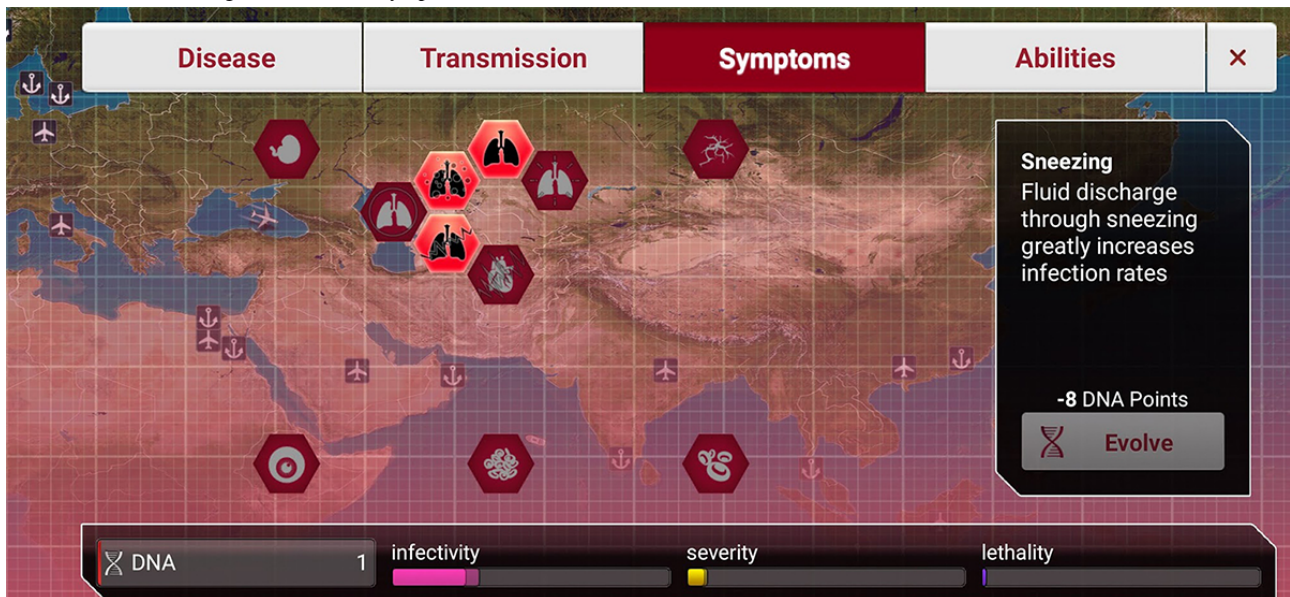 Disease
Transmission
Symptoms
Abilities
×
Sneezing
Fluid discharge
through sneezing
greatly increases
infection rates
-8 DNA Points
Evolve
DNA 1
infectivity
severity
lethality